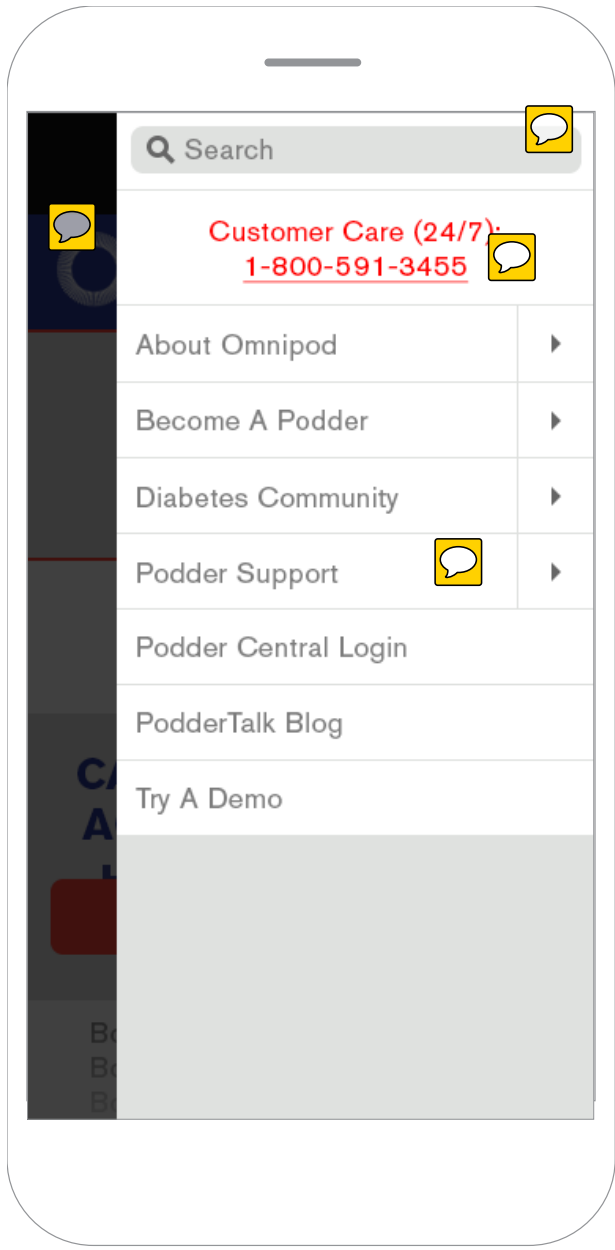 Search
Customer Care (24/7):
1-800-591-3455
About Omnipod
Become A Podder
Diabetes Community
Podder Support
Podder Central Login
PodderTalk Blog
Try A Demo